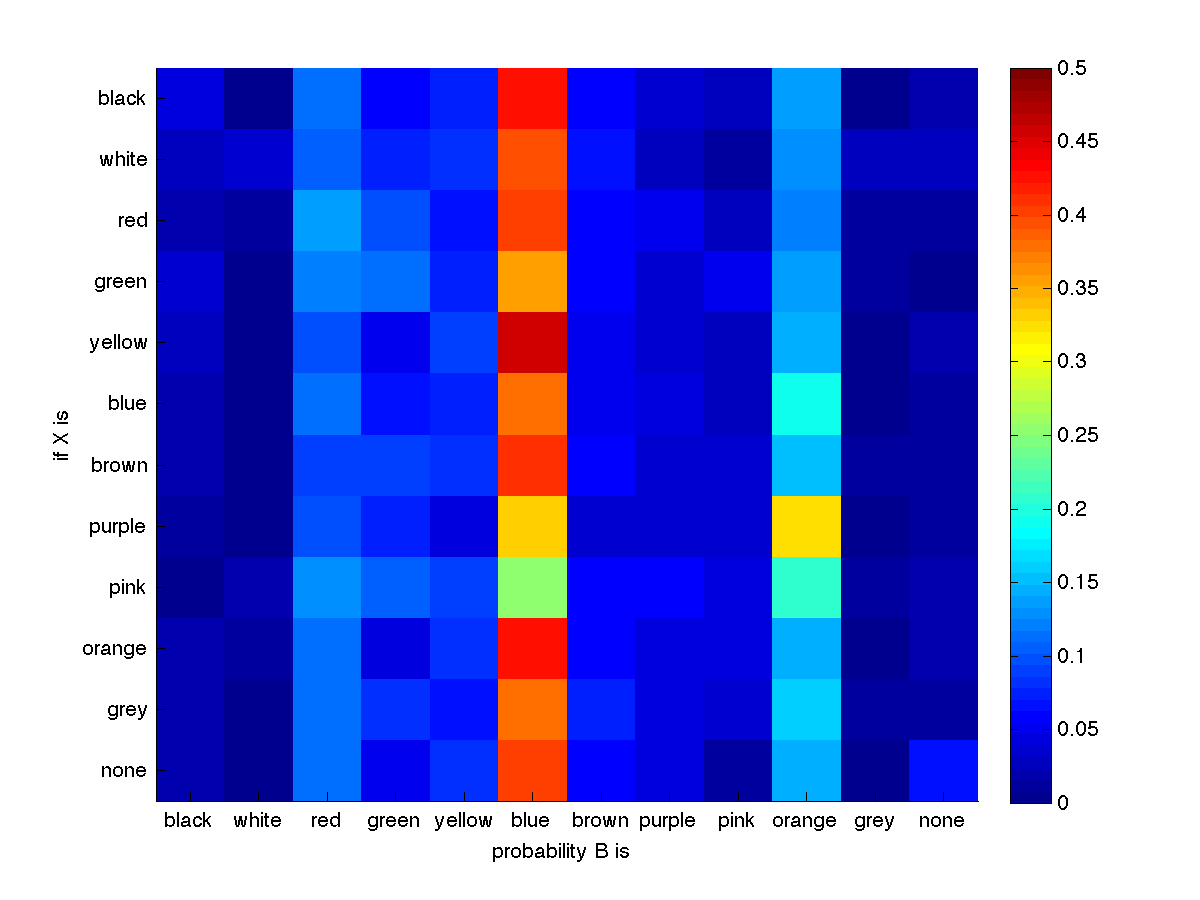 black
white
red
green
yellow
blue
brown
purple
pink
orange
grey
none
if X is
black white red green yellow blue brown purple pink orange grey none
probability B is
0.5
0.45
0.4
0.35
0.3
0.25
0.2
0.15
0.1
0.05
0